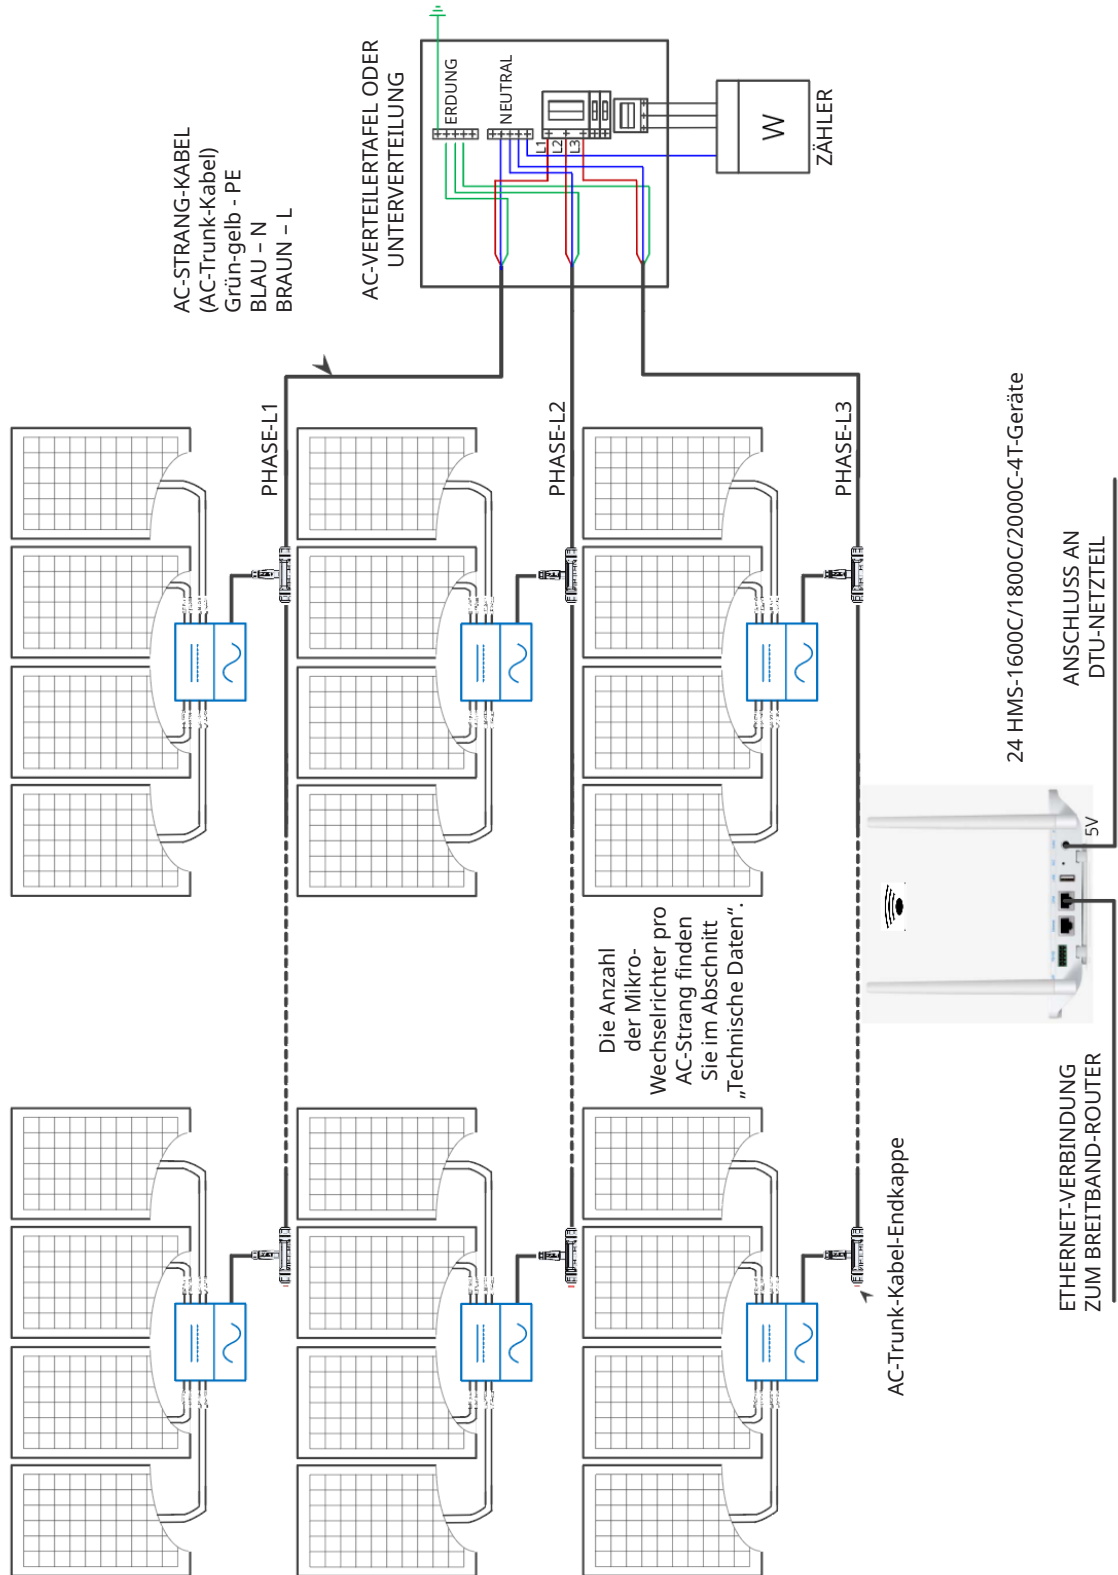 AC-STRANG-KABEL
(AC-Trunk-Kabel)
Grün-gelb - PE
BLAU – N
BRAUN – L
AC-VERTEILERTAFEL ODER
UNTERVERTEILUNG
ERDUNG
NEUTRAL
L1
L2
L3
W
ZÄHLER
PHASE-L1
PHASE-L2
PHASE-L3
24 HMS-1600C/1800C/2000C-4T-Geräte
ANSCHLUSS AN
DTU-NETZTEIL
5V
Die Anzahl
der Mikro-
Wechselrichter pro
AC-Strang finden
Sie im Abschnitt
„Technische Daten“.
AC-Trunk-Kabel-Endkappe
ETHERNET-VERBINDUNG
ZUM BREITBAND-ROUTER